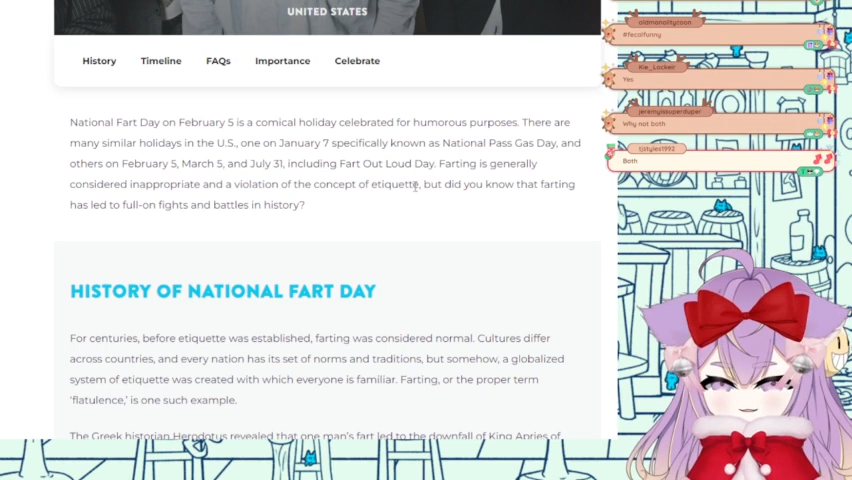 UNITED STATES
History Timeline FAQs Importance Celebrate
National Fart Day on February 5 is a comical holiday celebrated for humorous purposes. There are
many similar holidays in the U.S., one on January 7 specifically known as National Pass Gas Day, and
others on February 5, March 5, and July 31, including Fart Out Loud Day. Farting is generally
considered inappropriate and a violation of the concept of etiquette, but did you know that farting
has led to full-on fights and battles in history?
HISTORY OF NATIONAL FART DAY
For centuries, before etiquette was established, farting was considered normal. Cultures differ
across countries, and every nation has its set of norms and traditions, but somehow, a globalized
system of etiquette was created with which everyone is familiar. Farting, or the proper term
‘flatulence,’ is one such example.
The Greek historian Herodotus revealed that one man's fart led to the downfall of King Apries of
#fecalfunny
Kie_Lockeir
Yes
jeremyissuperduper
Why not both
tjstyles1992
Both